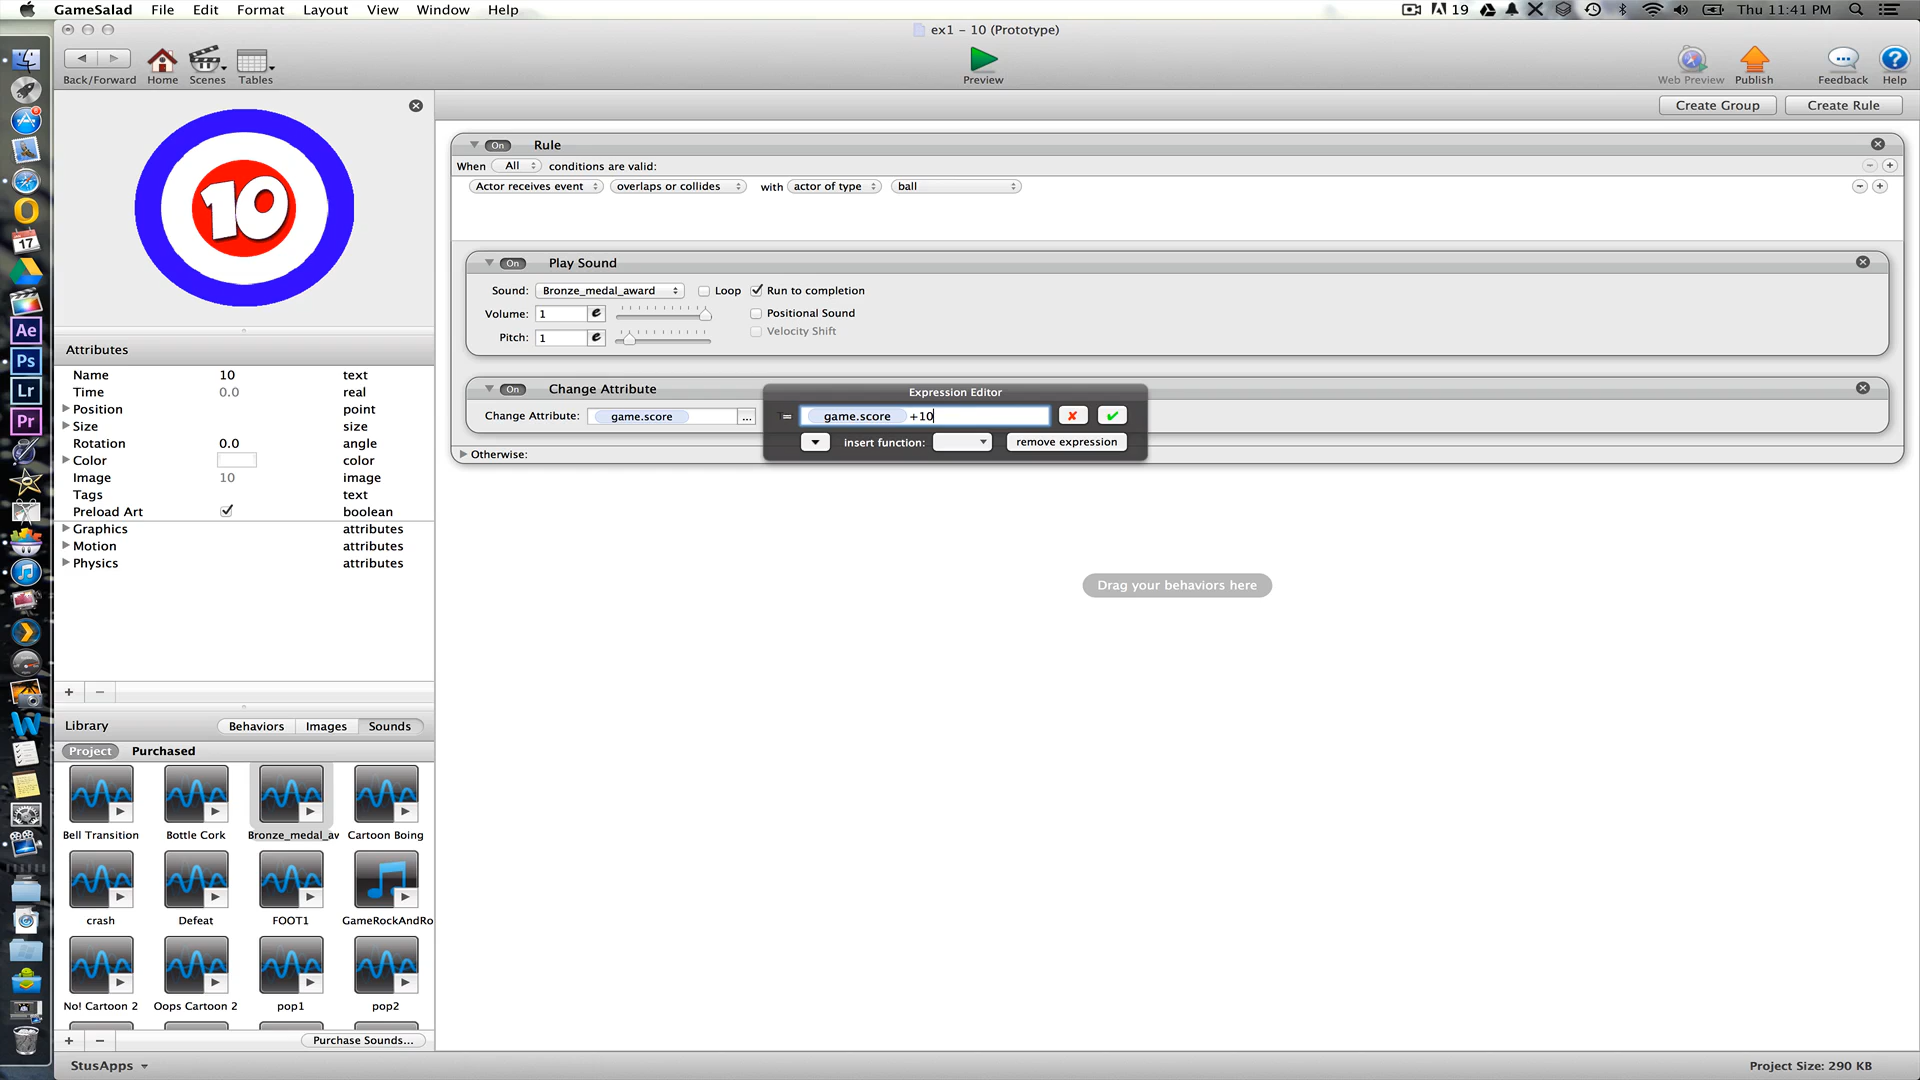 GameSalad File Edit Format Layout View Window Help 19 Thu 11:41 PM
ex1 – 10 (Prototype)
Back/Forward Home Scenes Tables Preview Web Preview Publish Feedback Help
Create Group Create Rule
10
On Rule
When All conditions are valid:
Actor receives event overlaps or collides with actor of type ball
On Play Sound
Sound: Bronze_medal_award Loop Run to completion
Volume: 1 Positional Sound
Velocity Shift
Pitch: 1
On Change Attribute
Change Attribute: game.score ...
Expression Editor
= game.score +10
insert function: remove expression
Otherwise:
Drag your behaviors here
Attributes
Name 10 text
Time 0.0 real
Position point
Size size
Rotation 0.0 angle
Color color
Image 10 image
Tags text
Preload Art boolean
Graphics attributes
Motion attributes
Physics attributes
+ −
Library Behaviors Images Sounds
Project Purchased
Bell Transition Bottle Cork Bronze_medal_av Cartoon Boing
crash Defeat FOOT1 GameRockAndRo
No! Cartoon 2 Oops Cartoon 2 pop1 pop2
+ − Purchase Sounds...
StusApps Project Size: 290 KB
17
Ae
Ps
Lr
Pr